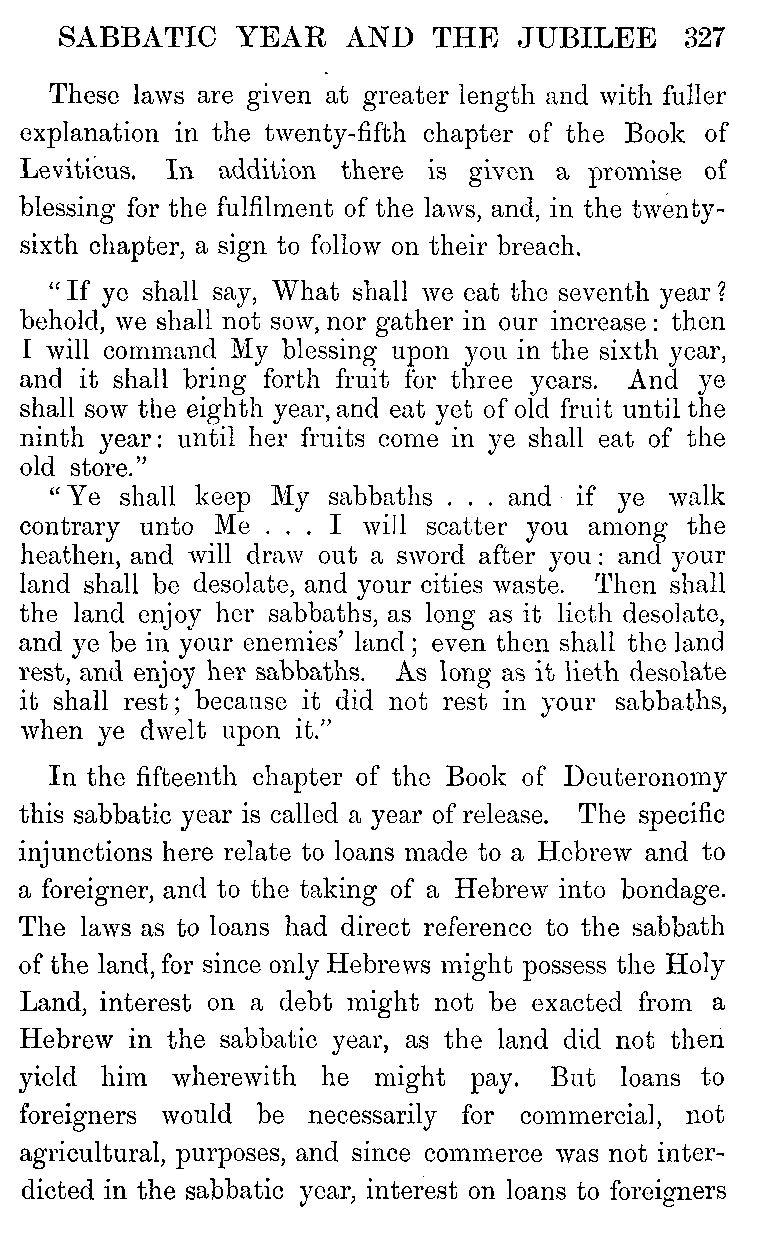 SABBATIC YEAR AND THE JUBILEE 327
These laws are given at greater length and with fuller
explanation in the twenty-fifth chapter of the Book of
Leviticus. In addition there is given a promise of
blessing for the fulfilment of the laws, and, in the twenty-
sixth chapter, a sign to follow on their breach.
"If ye shall say, What shall we eat the seventh year?
behold, we shall not sow, nor gather in our increase: then
I will command My blessing upon you in the sixth year,
and it shall bring forth fruit for three years. And ye
shall sow the eighth year, and eat yet of old fruit until the
ninth year: until her fruits come in ye shall eat of the
old store."
"Ye shall keep My sabbaths . . . and if ye walk
contrary unto Me . . . I will scatter you among the
heathen, and will draw out a sword after you: and your
land shall be desolate, and your cities waste. Then shall
the land enjoy her sabbaths, as long as it lieth desolate,
and ye be in your enemies' land; even then shall the land
rest, and enjoy her sabbaths. As long as it lieth desolate
it shall rest; because it did not rest in your sabbaths,
when ye dwelt upon it."
In the fifteenth chapter of the Book of Deuteronomy
this sabbatic year is called a year of release. The specific
injunctions here relate to loans made to a Hebrew and to
a foreigner, and to the taking of a Hebrew into bondage.
The laws as to loans had direct reference to the sabbath
of the land, for since only Hebrews might possess the Holy
Land, interest on a debt might not be exacted from a
Hebrew in the sabbatic year, as the land did not then
yield him wherewith he might pay. But loans to
foreigners would be necessarily for commercial, not
agricultural, purposes, and since commerce was not inter-
dicted in the sabbatic year, interest on loans to foreigners